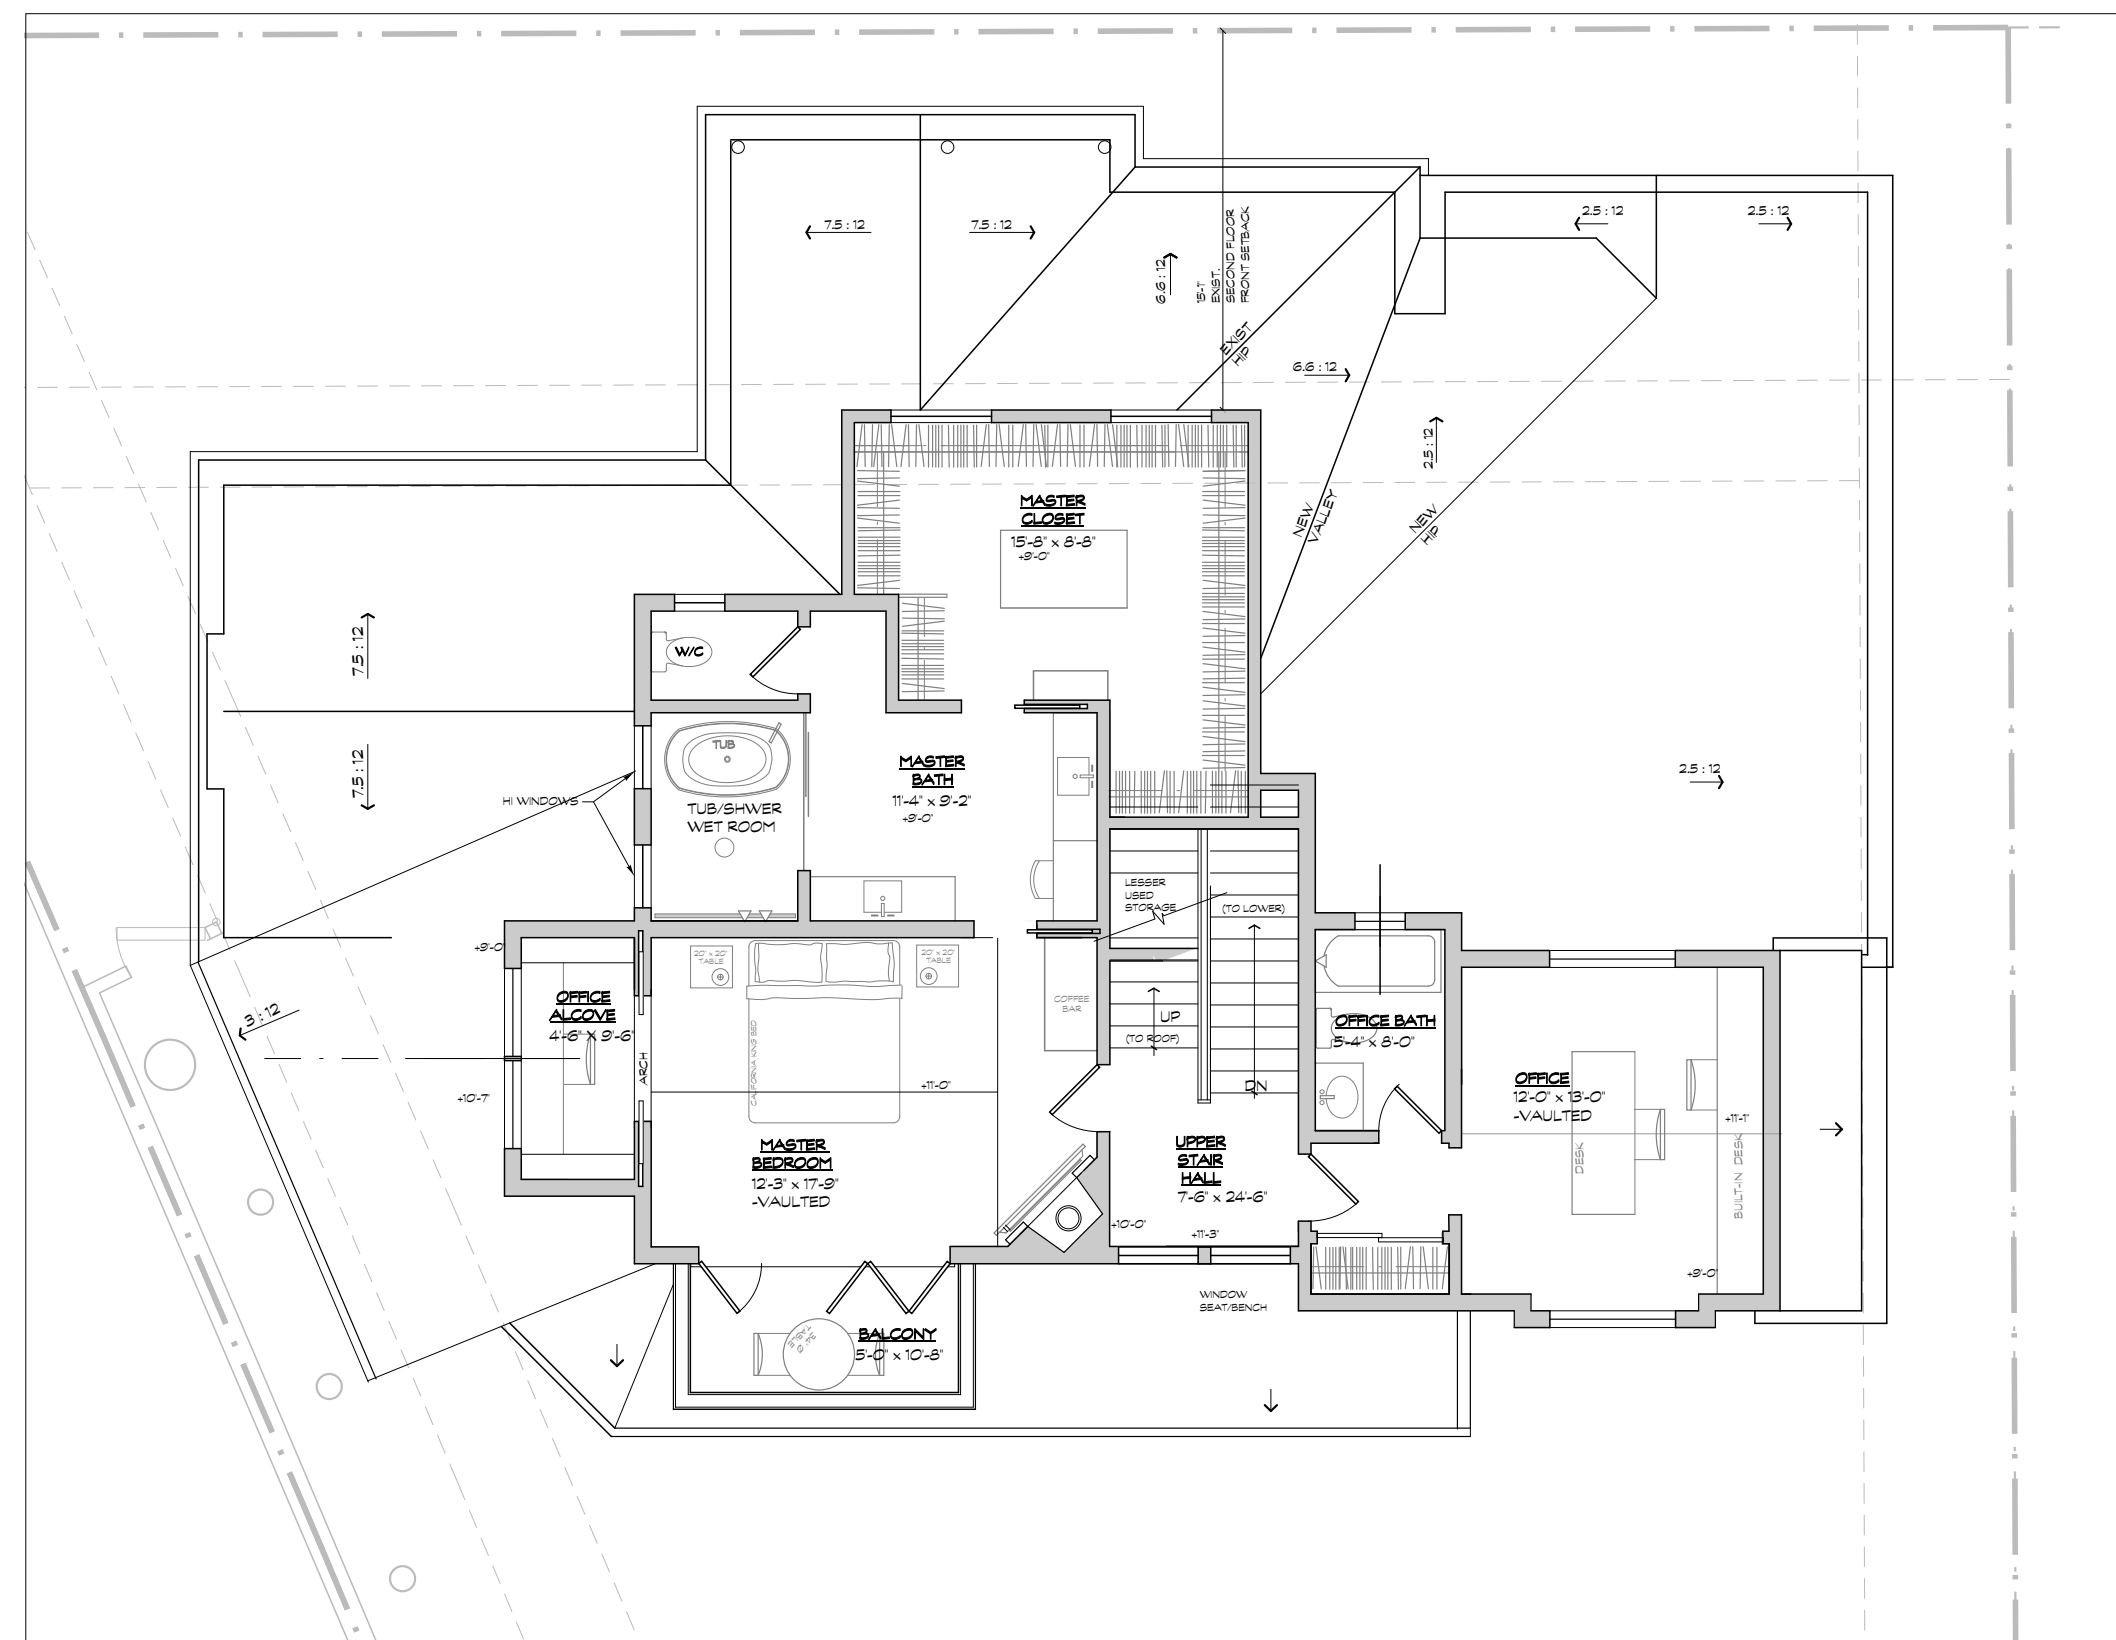 7.5 : 12
7.5 : 12
6.6 : 12
15'-1"
EXIST.
SECOND FLOOR
FRONT SETBACK
2.5 : 12
2.5 : 12
EXIST
HIP
6.6 : 12
2.5 : 12
NEW
VALLEY
NEW
HIP
MASTER
CLOSET
15'-8" x 8'-8"
+9'-0"
7.5 : 12
7.5 : 12
W/C
TUB
TUB/SHWER
WET ROOM
HI WINDOWS
MASTER
BATH
11'-4" x 9'-2"
+9'-0"
2.5 : 12
LESSER
USED
STORAGE
(TO LOWER)
+9'-0"
20" x 20"
TABLE
20" x 20"
TABLE
OFFICE
ALCOVE
4'-6" X 9'-6"
3 : 12
ARCH
CALIFORNIA KING BED
COFFEE
BAR
UP
(TO ROOF)
DN
OFFICE BATH
5'-4" x 8'-0"
+10'-7"
+11'-0"
OFFICE
12'-0" x 13'-0"
-VAULTED
+11'-1"
DESK
BUILT-IN DESK
MASTER
BEDROOM
12'-3" x 17'-9"
-VAULTED
UPPER
STAIR
HALL
7'-6" x 24'-6"
+10'-0"
+11'-3"
+9'-0"
WINDOW
SEAT/BENCH
BALCONY
5'-0" x 10'-8"
TABLE